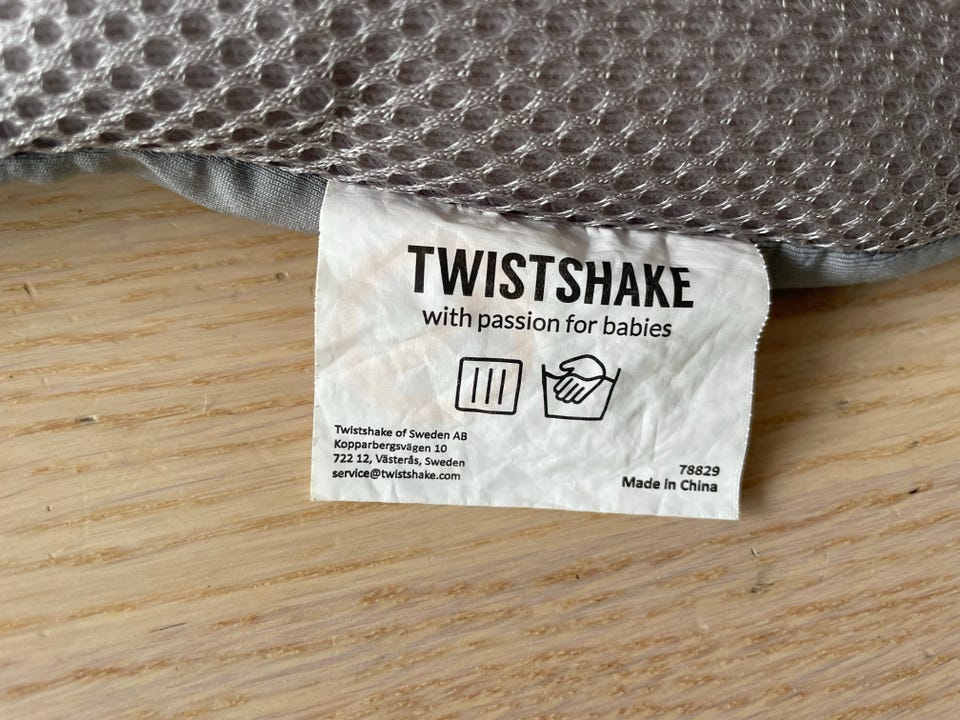 TWISTSHAKE
with passion for babies
Twistshake of Sweden AB
Kopparbergsvägen 10
722 12, Västerås, Sweden
service@twistshake.com
78829
Made in China